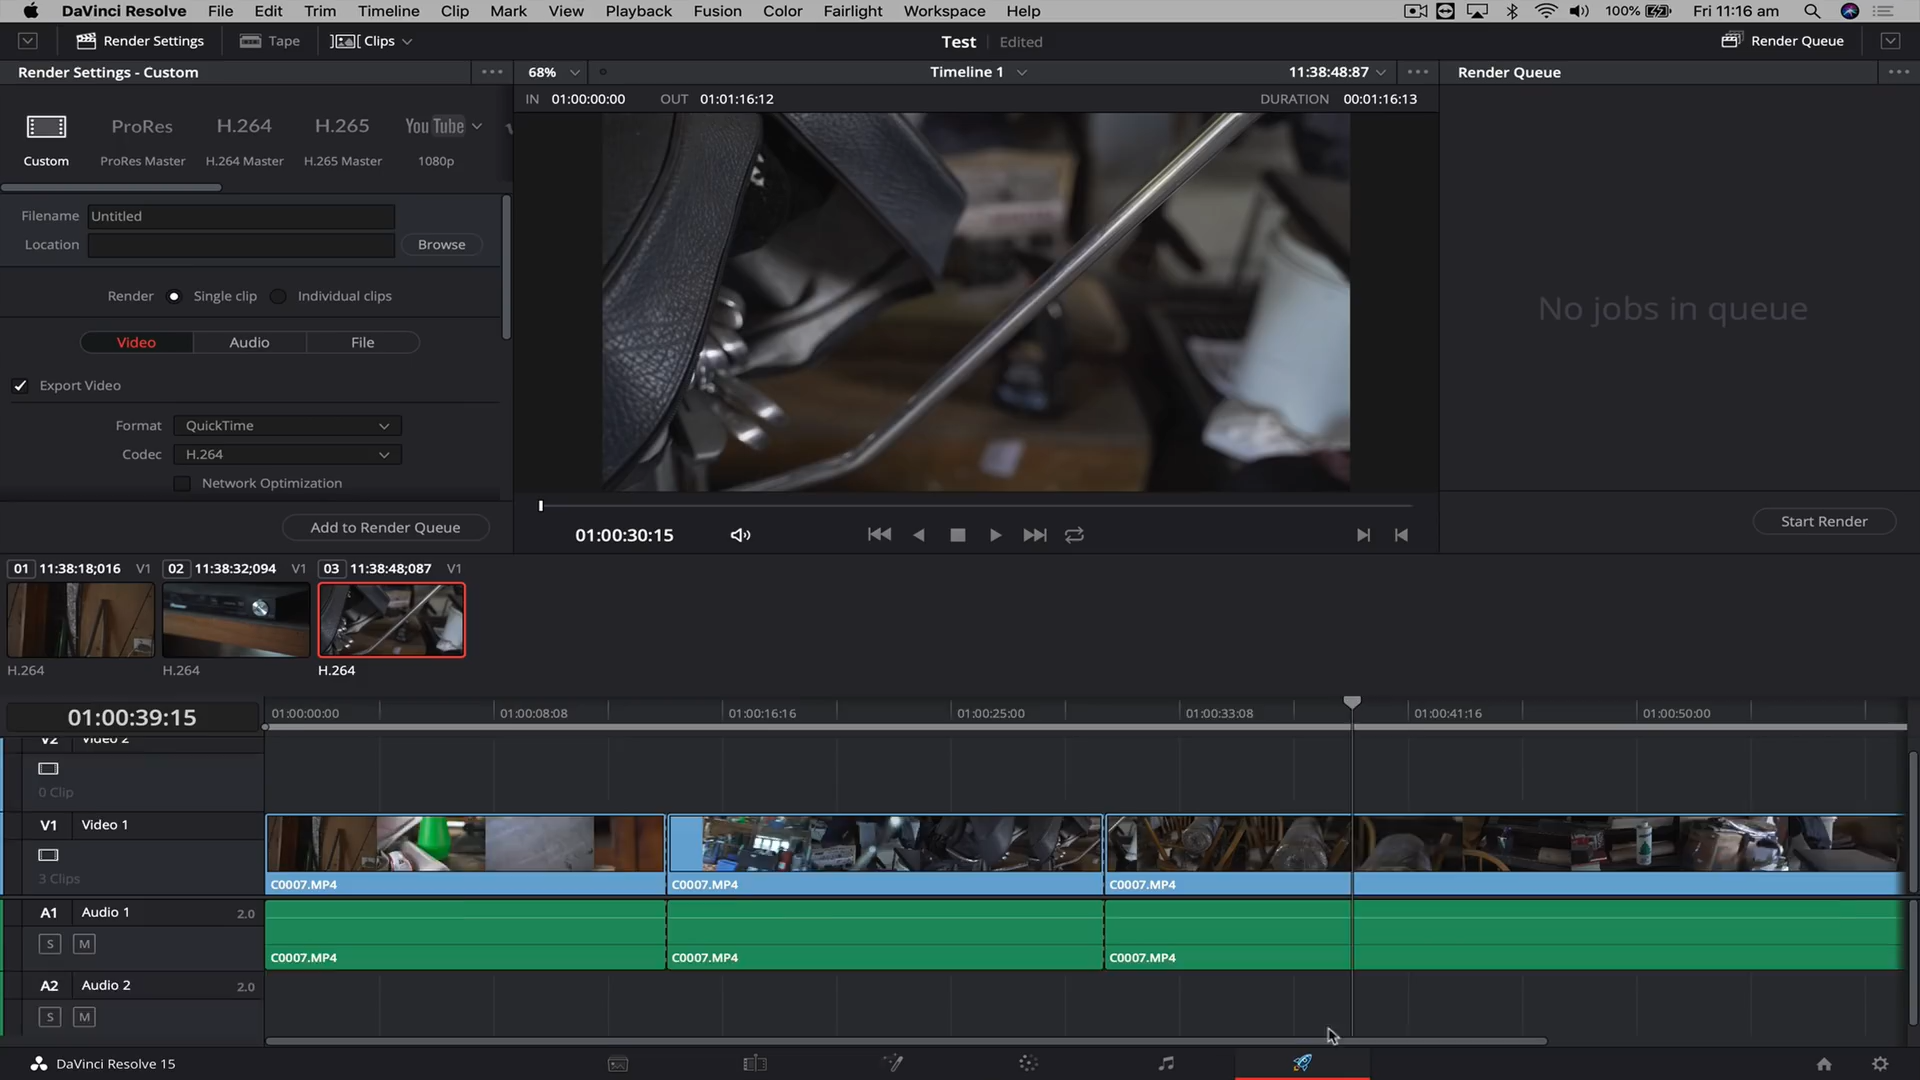 DaVinci Resolve File Edit Trim Timeline Clip Mark View Playback Fusion Color Fairlight Workspace Help 100% Fri 11:16 am
Render Settings Tape Clips Test Edited Render Queue
Render Settings - Custom 68% Timeline 1 11:38:48:87 Render Queue
IN 01:00:00:00 OUT 01:01:16:12 DURATION 00:01:16:13
ProRes H.264 H.265 YouTube
Custom ProRes Master H.264 Master H.265 Master 1080p
Filename Untitled
Location Browse
Render Single clip Individual clips
No jobs in queue
Video Audio File
Export Video
Format QuickTime
Codec H.264
Network Optimization
Add to Render Queue
01:00:30:15
Start Render
01 11:38:18;016 V1 02 11:38:32;094 V1 03 11:38:48;087 V1
H.264 H.264 H.264
01:00:39:15 01:00:00:00 01:00:08:08 01:00:16:16 01:00:25:00 01:00:33:08 01:00:41:16 01:00:50:00
V2 Video 2
0 Clip
V1 Video 1
3 Clips
C0007.MP4 C0007.MP4 C0007.MP4
A1 Audio 1 2.0
S M
C0007.MP4 C0007.MP4 C0007.MP4
A2 Audio 2 2.0
S M
DaVinci Resolve 15